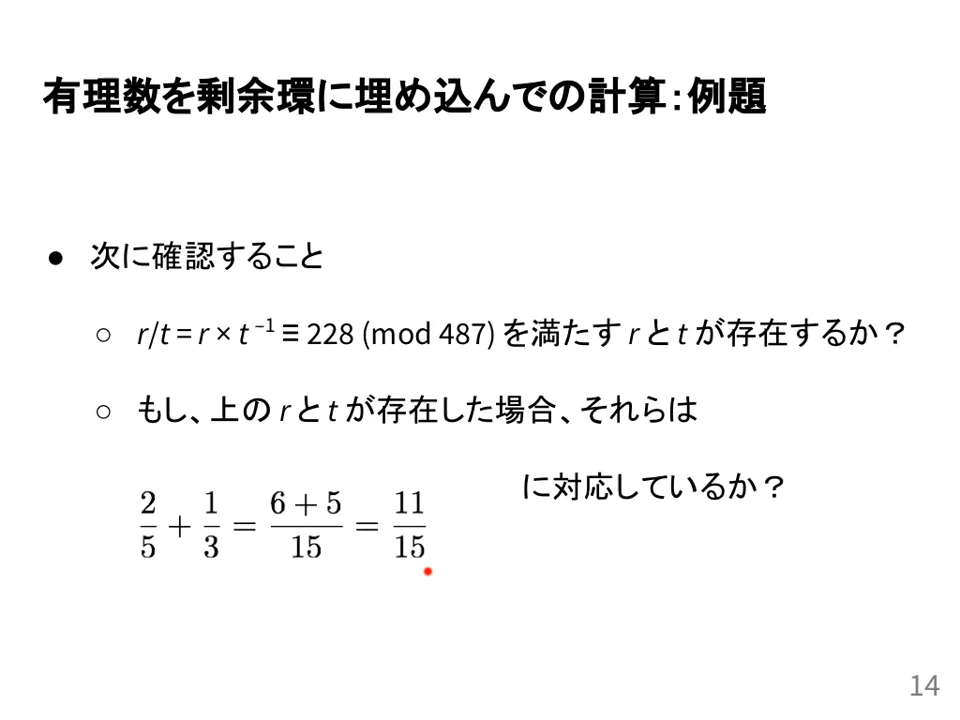 有理数を剰余環に埋め込んでの計算：例題
● 次に確認すること
○ r/t = r × t ⁻¹ ≡ 228 (mod 487) を満たす r と t が存在するか？
○ もし、上の r と t が存在した場合、それらは
2/5 + 1/3 = (6 + 5)/15 = 11/15 に対応しているか？
14